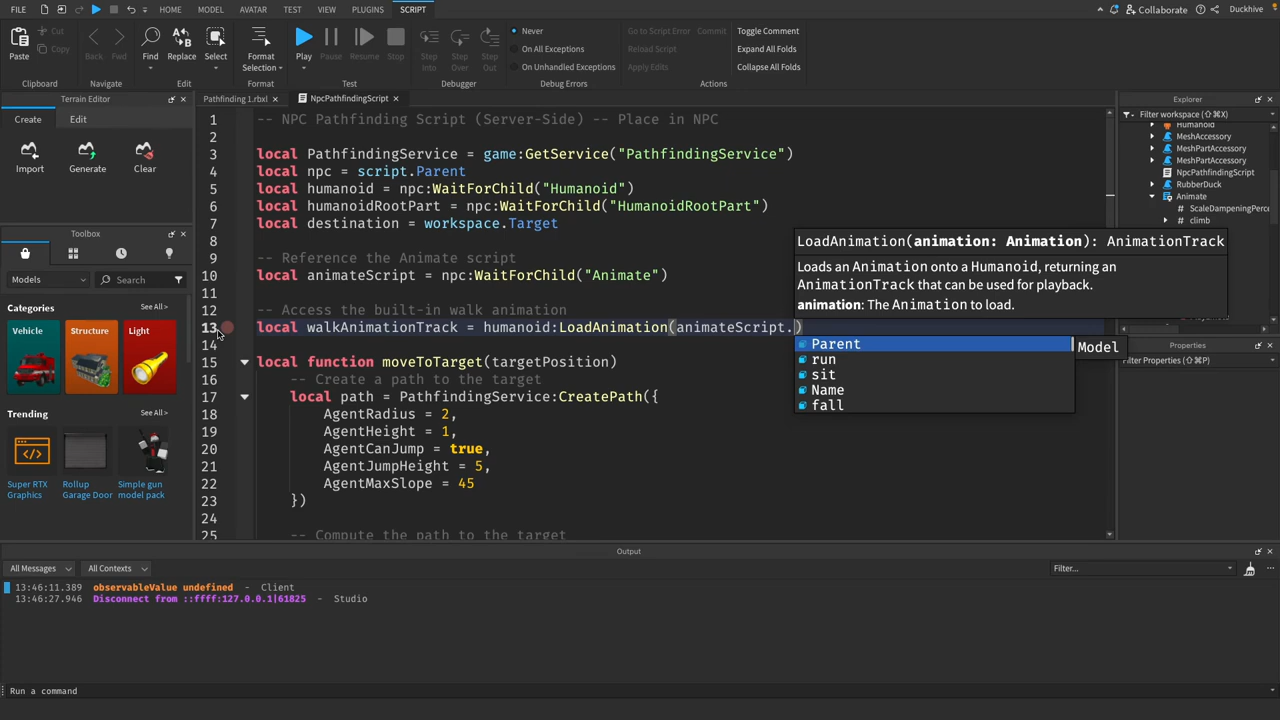 FILE
HOME MODEL AVATAR TEST VIEW PLUGINS SCRIPT
Collaborate
Duckhive
Paste
Cut
Copy
Clipboard
Back Fwd
Navigate
Find Replace Select
Edit
Format
Selection
Format
Play Pause Resume Stop
Test
Step
Into
Step
Over
Step
Out
Debugger
Never
On All Exceptions
On Unhandled Exceptions
Debug Errors
Go to Script Error Commit
Reload Script
Apply Edits
Toggle Comment
Expand All Folds
Collapse All Folds
Actions
Terrain Editor
Create Edit
Import Generate Clear
Toolbox
Models
Search
Categories See All >
Vehicle Structure Light
Trending See All >
Super RTX
Graphics
Rollup
Garage Door
Simple gun
model pack
Pathfinding 1.rbxl
NpcPathfindingScript
1 -- NPC Pathfinding Script (Server-Side) -- Place in NPC
2
3 local PathfindingService = game:GetService("PathfindingService")
4 local npc = script.Parent
5 local humanoid = npc:WaitForChild("Humanoid")
6 local humanoidRootPart = npc:WaitForChild("HumanoidRootPart")
7 local destination = workspace.Target
8
9 -- Reference the Animate script
10 local animateScript = npc:WaitForChild("Animate")
11
12 -- Access the built-in walk animation
13 local walkAnimationTrack = humanoid:LoadAnimation(animateScript.)
14
15 local function moveToTarget(targetPosition)
16 -- Create a path to the target
17 local path = PathfindingService:CreatePath({
18 AgentRadius = 2,
19 AgentHeight = 1,
20 AgentCanJump = true,
21 AgentJumpHeight = 5,
22 AgentMaxSlope = 45
23 })
24
25 -- Compute the path to the target
LoadAnimation(animation: Animation): AnimationTrack
Loads an Animation onto a Humanoid, returning an
AnimationTrack that can be used for playback.
animation: The Animation to load.
Parent
run
sit
Name
fall
Model
Explorer
Filter workspace (⇧⌘X)
Humanoid
MeshAccessory
MeshPartAccessory
MeshPartAccessory
NpcPathfindingScript
RubberDuck
Animate
ScaleDampeningPerce
climb
Properties
Filter Properties (⇧⌘P)
Output
All Messages
All Contexts
Filter...
13:46:11.389 observableValue undefined - Client
13:46:27.946 Disconnect from ::ffff:127.0.0.1|61825 - Studio
Run a command